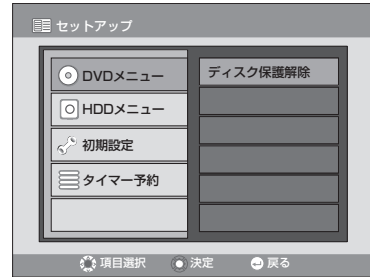 セットアップ
DVDメニュー
ディスク保護解除
HDDメニュー
初期設定
タイマー予約
項目選択 決定 戻る